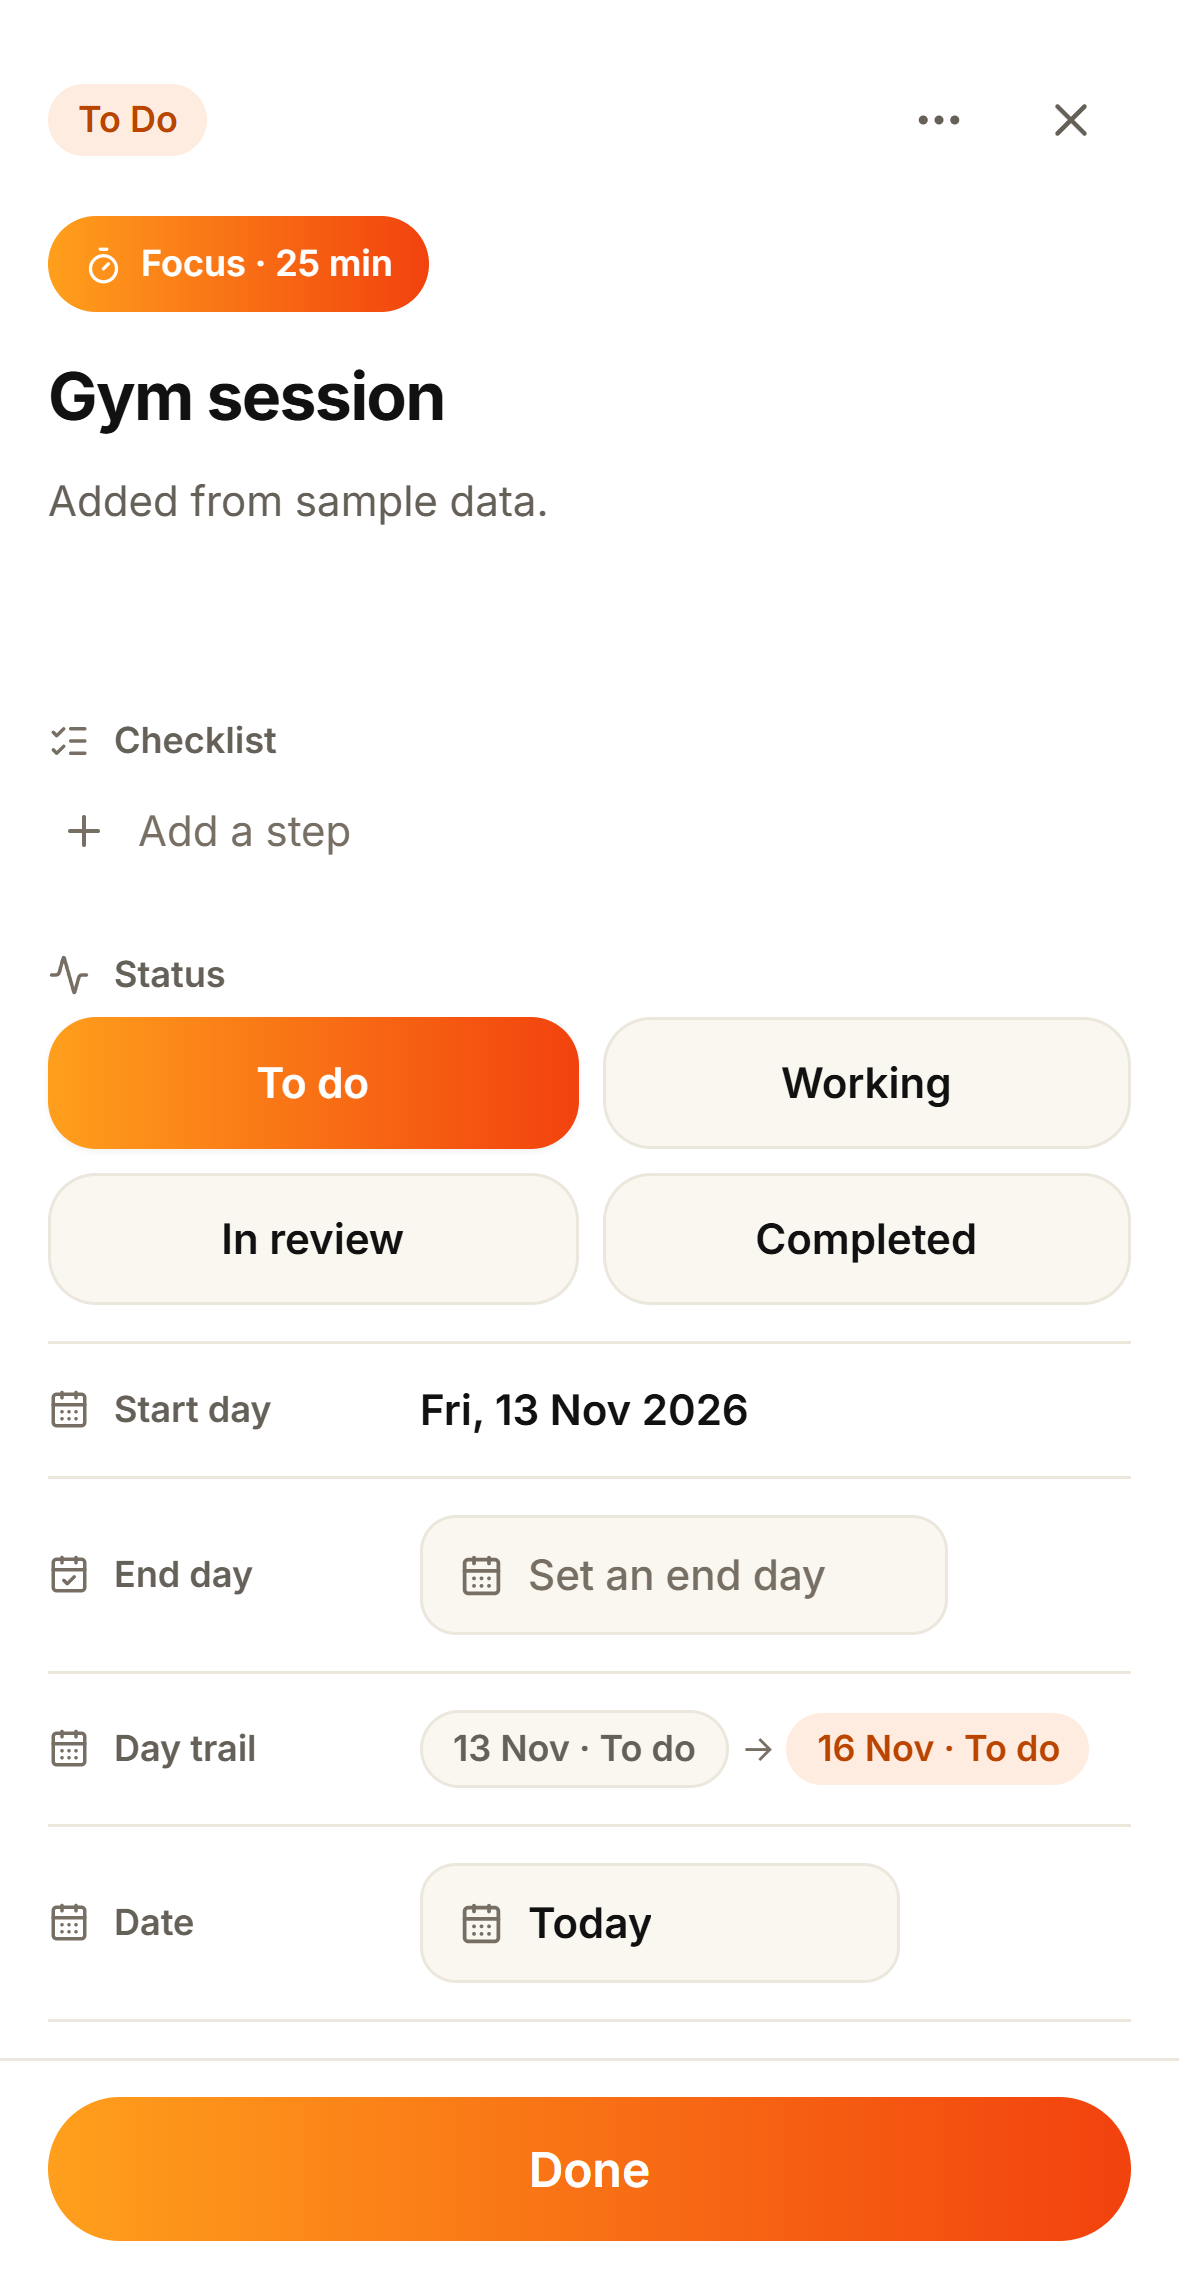 To Do
Focus · 25 min
Gym session
Added from sample data.
Checklist
Add a step
Status
To do
Working
In review
Completed
Start day
Fri, 13 Nov 2026
End day
Set an end day
Day trail
13 Nov · To do → 16 Nov · To do
Date
Today
Done